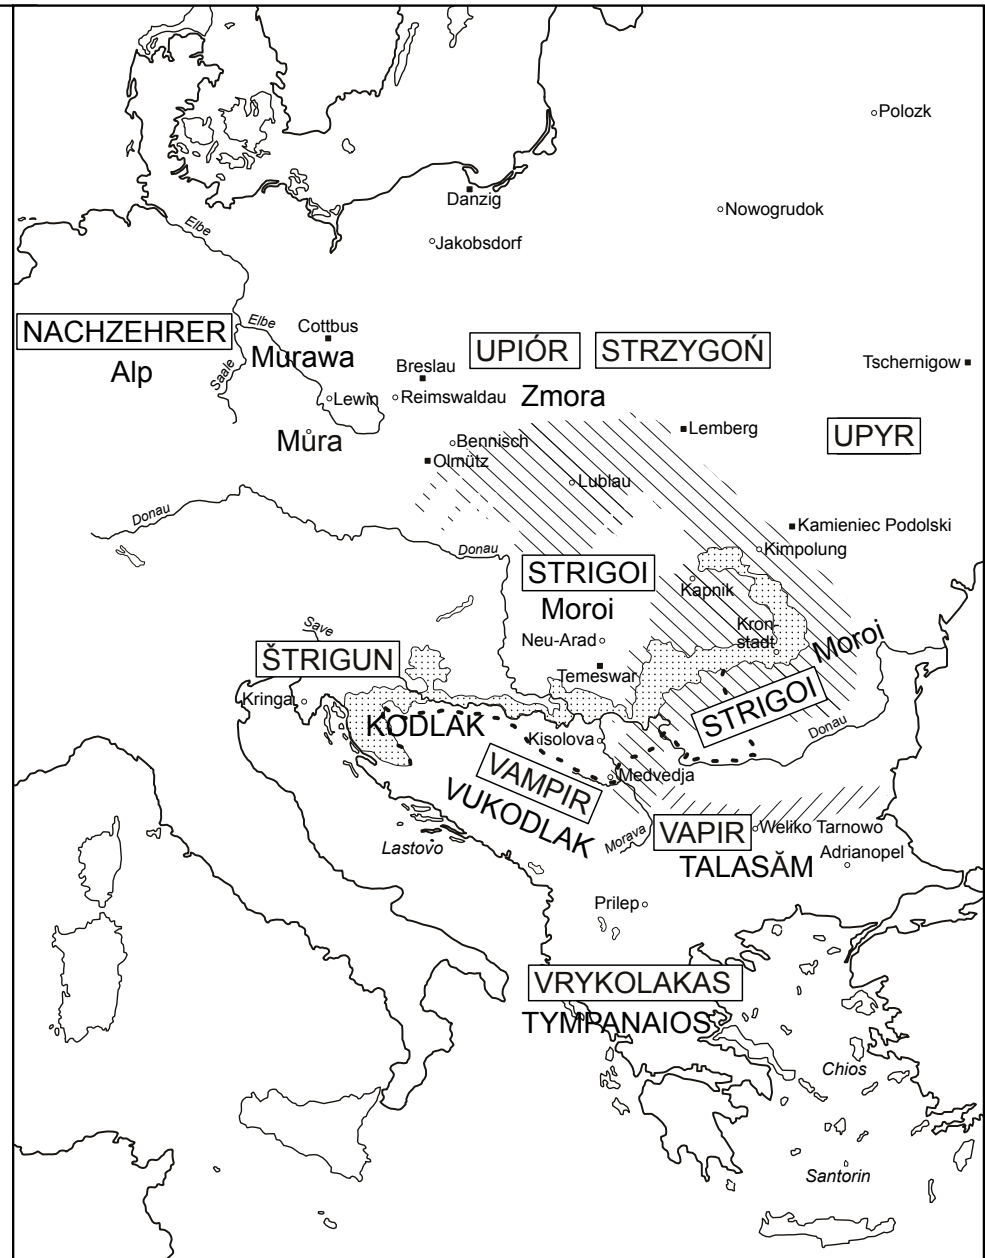 Polozk
Danzig
Nowogrudok
Elbe
Jakobsdorf
NACHZEHRER
Elbe
Cottbus
Alp
Murawa
UPIÓR
STRZYGOŃ
Saale
Breslau
Tschernigow
Lewin
Reimswaldau
Zmora
Můra
Bennisch
Lemberg
UPYR
Olmütz
Lublau
Donau
Kamieniec Podolski
Donau
Kimpolung
STRIGOI
Kapnik
Moroi
Save
Neu-Arad
Kron-
stadt
Moroi
ŠTRIGUN
Temeswar
Kringa
STRIGOI
KODLAK
Donau
Kisolova
VAMPIR
Medvedja
VUKODLAK
VAPIR
Weliko Tarnowo
Morava
Lastovo
TALASĂM
Adrianopel
Prilep
VRYKOLAKAS
TYMPANAIOS
Chios
Santorin